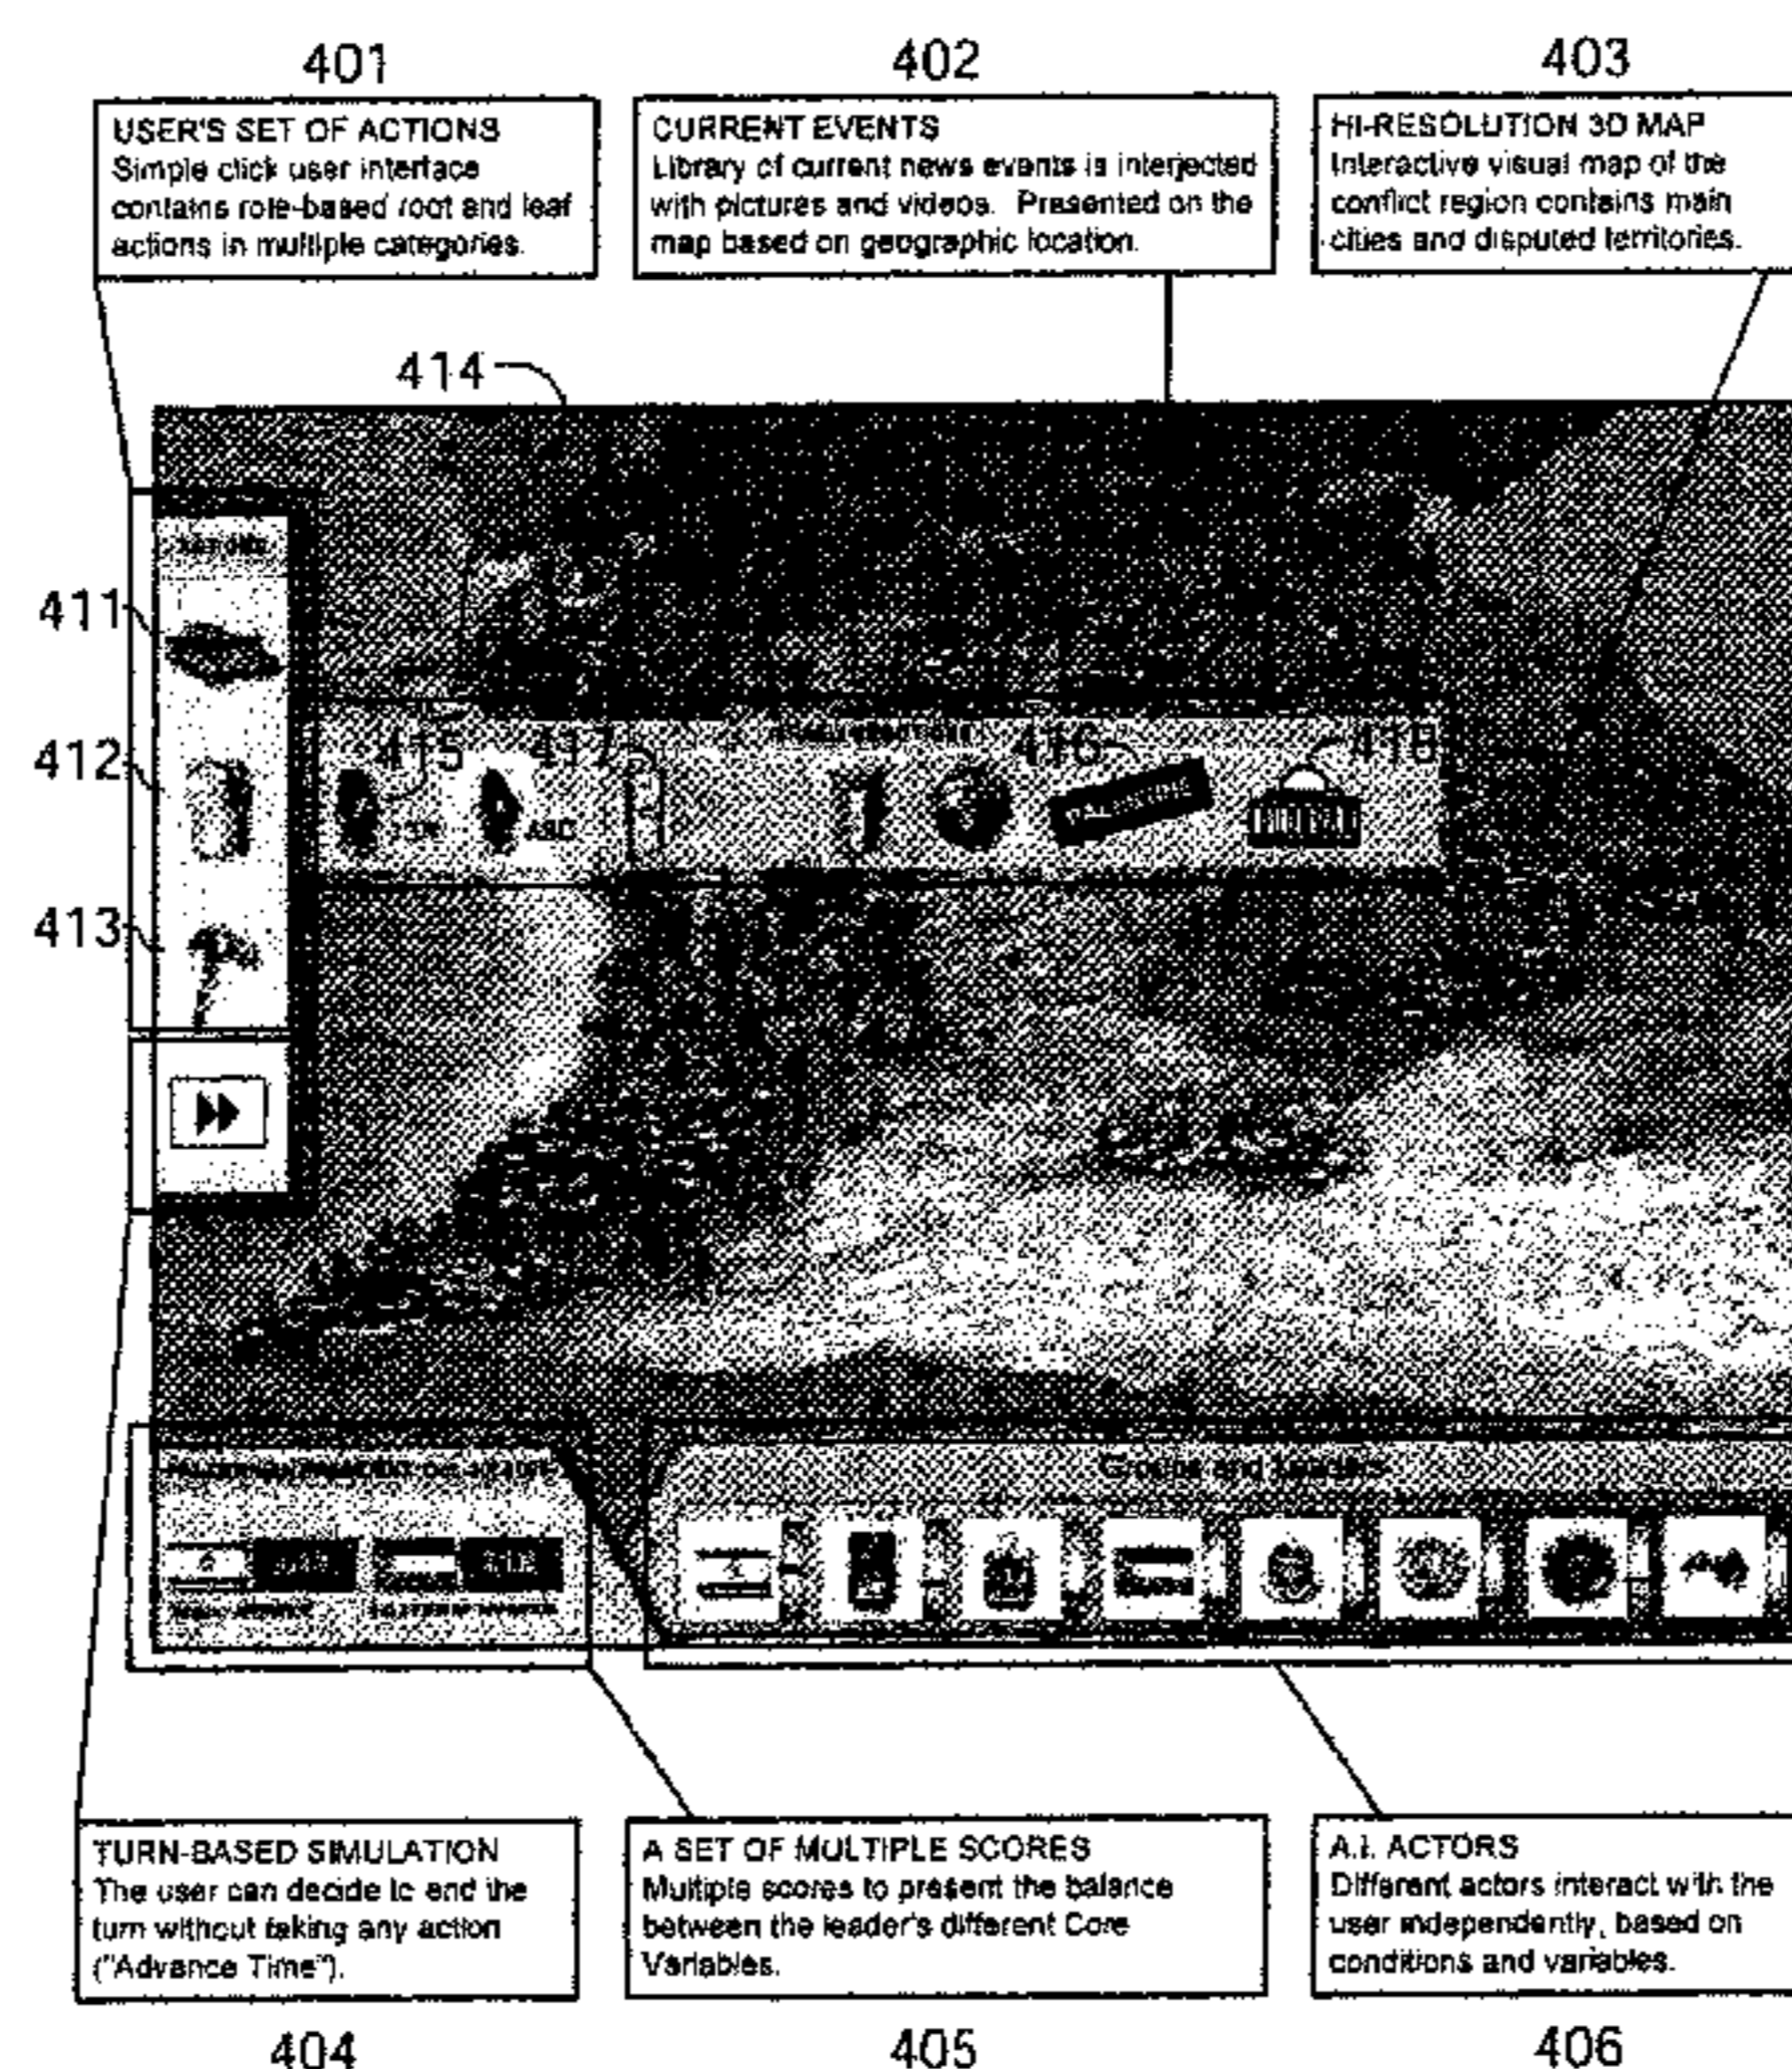 401
402
403
USER'S SET OF ACTIONS
Simple click user interface
contains role-based root and leaf
actions in multiple categories.
CURRENT EVENTS
Library of current news events is interjected
with pictures and videos. Presented on the
map based on geographic location.
HI-RESOLUTION 3D MAP
Interactive visual map of the
conflict region contains main
cities and disputed territories.
414
ACTIONS
411
412
413
415
417
416
418
ABC
PALESTINE
Groups and Leaders
TURN-BASED SIMULATION
The user can decide to end the
turn without taking any action
("Advance Time").
A SET OF MULTIPLE SCORES
Multiple scores to present the balance
between the leader's different Core
Variables.
A.I. ACTORS
Different actors interact with the
user independently, based on
conditions and variables.
404
405
406